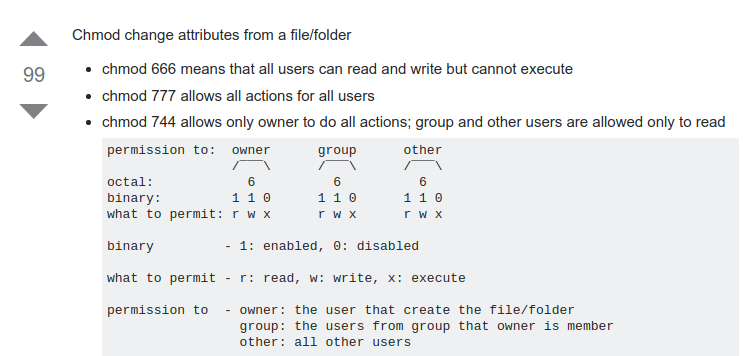 Chmod change attributes from a file/folder
99
• chmod 666 means that all users can read and write but cannot execute
• chmod 777 allows all actions for all users
• chmod 744 allows only owner to do all actions; group and other users are allowed only to read
permission to:  owner      group      other
                /‾‾‾\      /‾‾‾\      /‾‾‾\
octal:            6          6          6
binary:         1 1 0      1 1 0      1 1 0
what to permit: r w x      r w x      r w x
binary         - 1: enabled, 0: disabled
what to permit - r: read, w: write, x: execute
permission to  - owner: the user that create the file/folder
                 group: the users from group that owner is member
                 other: all other users